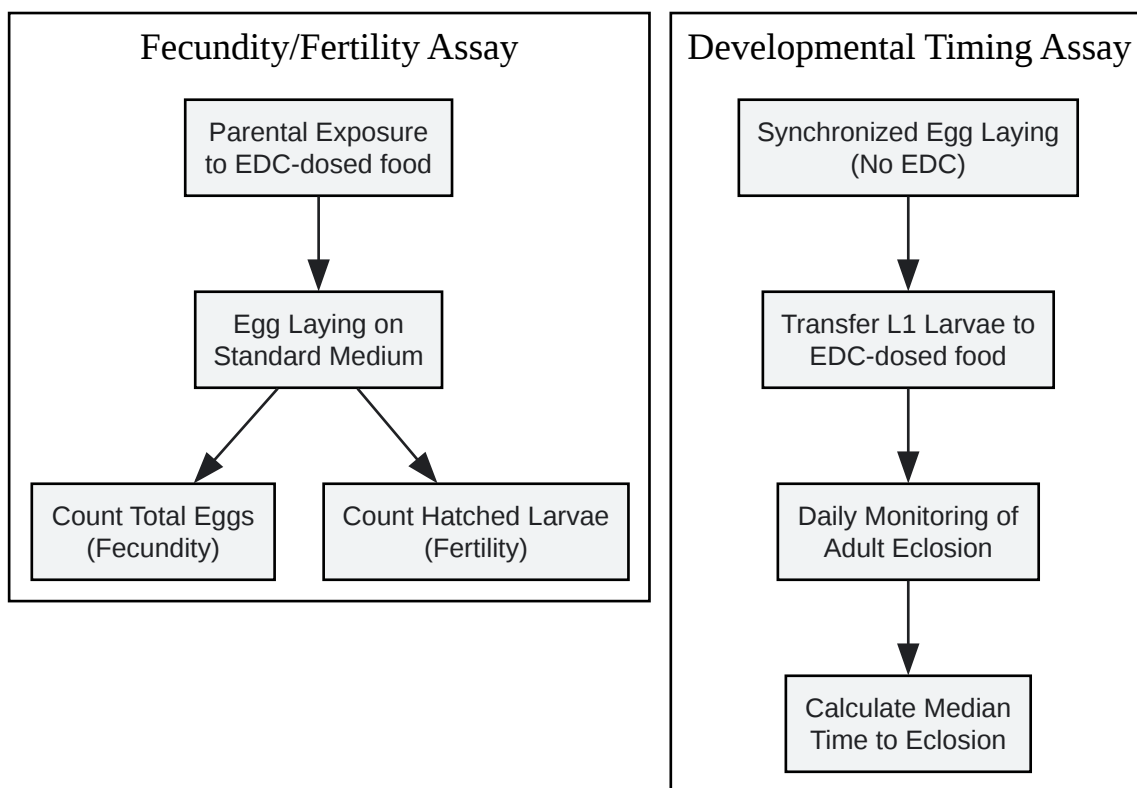 Fecundity/Fertility Assay
Parental Exposure
to EDC-dosed food
Egg Laying on
Standard Medium
Count Total Eggs
(Fecundity)
Count Hatched Larvae
(Fertility)
Developmental Timing Assay
Synchronized Egg Laying
(No EDC)
Transfer L1 Larvae to
EDC-dosed food
Daily Monitoring of
Adult Eclosion
Calculate Median
Time to Eclosion